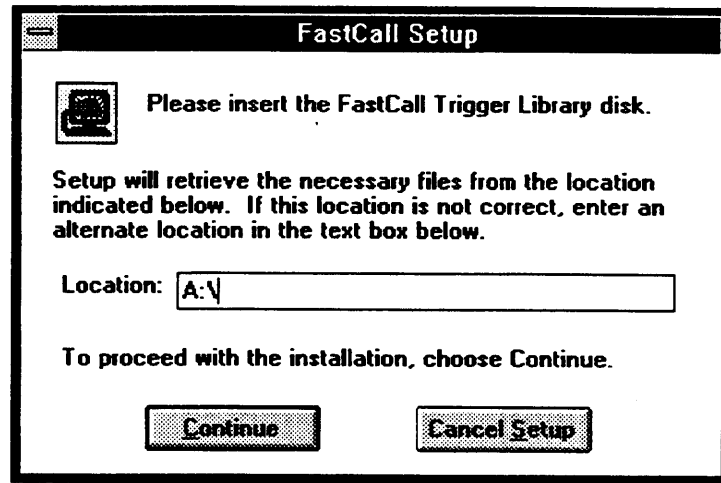 FastCall Setup
Please insert the FastCall Trigger Library disk.
Setup will retrieve the necessary files from the location
indicated below.  If this location is not correct, enter an
alternate location in the text box below.
Location: A:\
To proceed with the installation, choose Continue.
Continue Cancel Setup